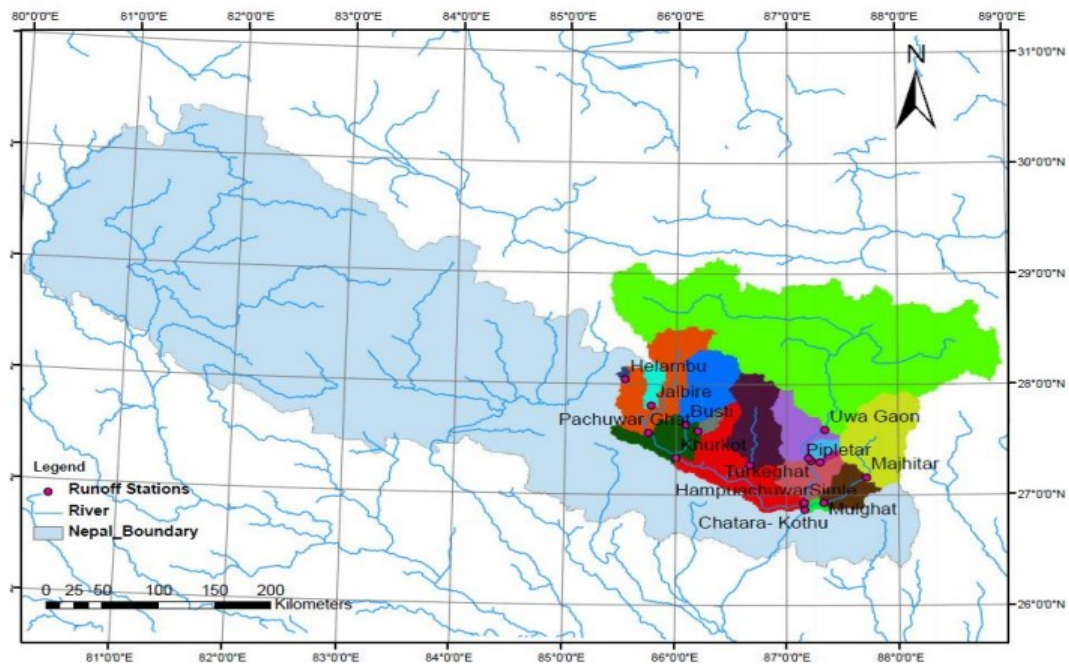 80°0'0"E 81°0'0"E 82°0'0"E 83°0'0"E 84°0'0"E 85°0'0"E 86°0'0"E 87°0'0"E 88°0'0"E 89°0'0"E
N
31°0'0"N
30°0'0"N
29°0'0"N
28°0'0"N
27°0'0"N
26°0'0"N
Helambu
Jalbire
Pachuwar Ghat
Busti
Uwa Gaon
Khurkot
Pipletar
Turkeghat
Majhitar
Hampuachuwar
Simle
Mulghat
Chatara- Kothu
Legend
Runoff Stations
River
Nepal_Boundary
0 25 50 100 150 200
Kilometers
81°0'0"E 82°0'0"E 83°0'0"E 84°0'0"E 85°0'0"E 86°0'0"E 87°0'0"E 88°0'0"E